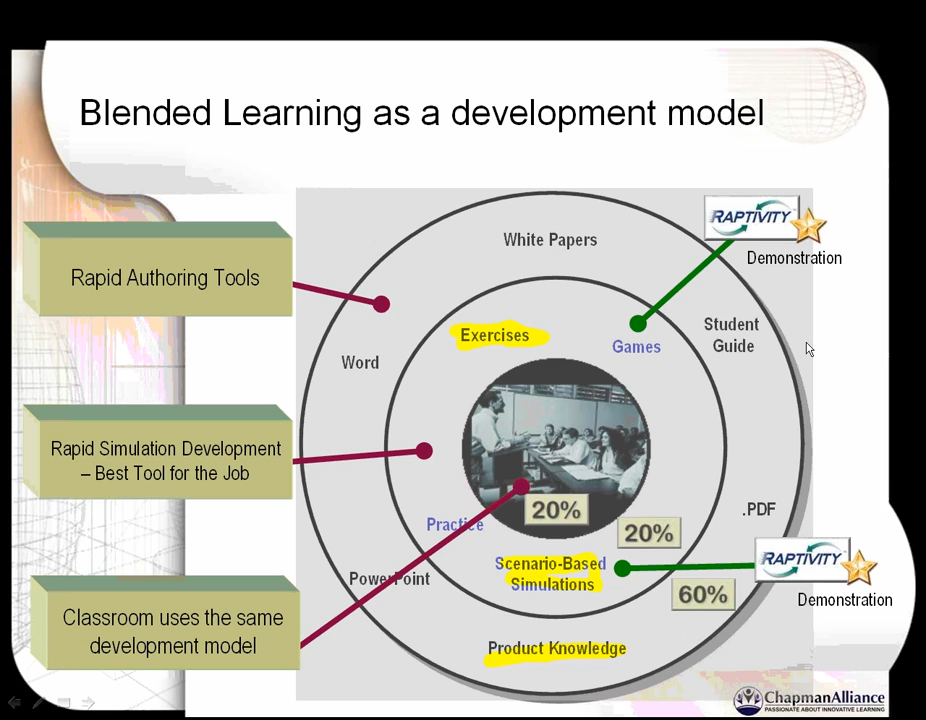 Blended Learning as a development model
Rapid Authoring Tools
Rapid Simulation Development
– Best Tool for the Job
Classroom uses the same
development model
White Papers
RAPTIVITY
Demonstration
Exercises
Games
Student
Guide
Word
20%
Practice
20%
.PDF
Scenario-Based
Simulations
PowerPoint
60%
RAPTIVITY
Demonstration
Product Knowledge
ChapmanAlliance
PASSIONATE ABOUT INNOVATIVE LEARNING